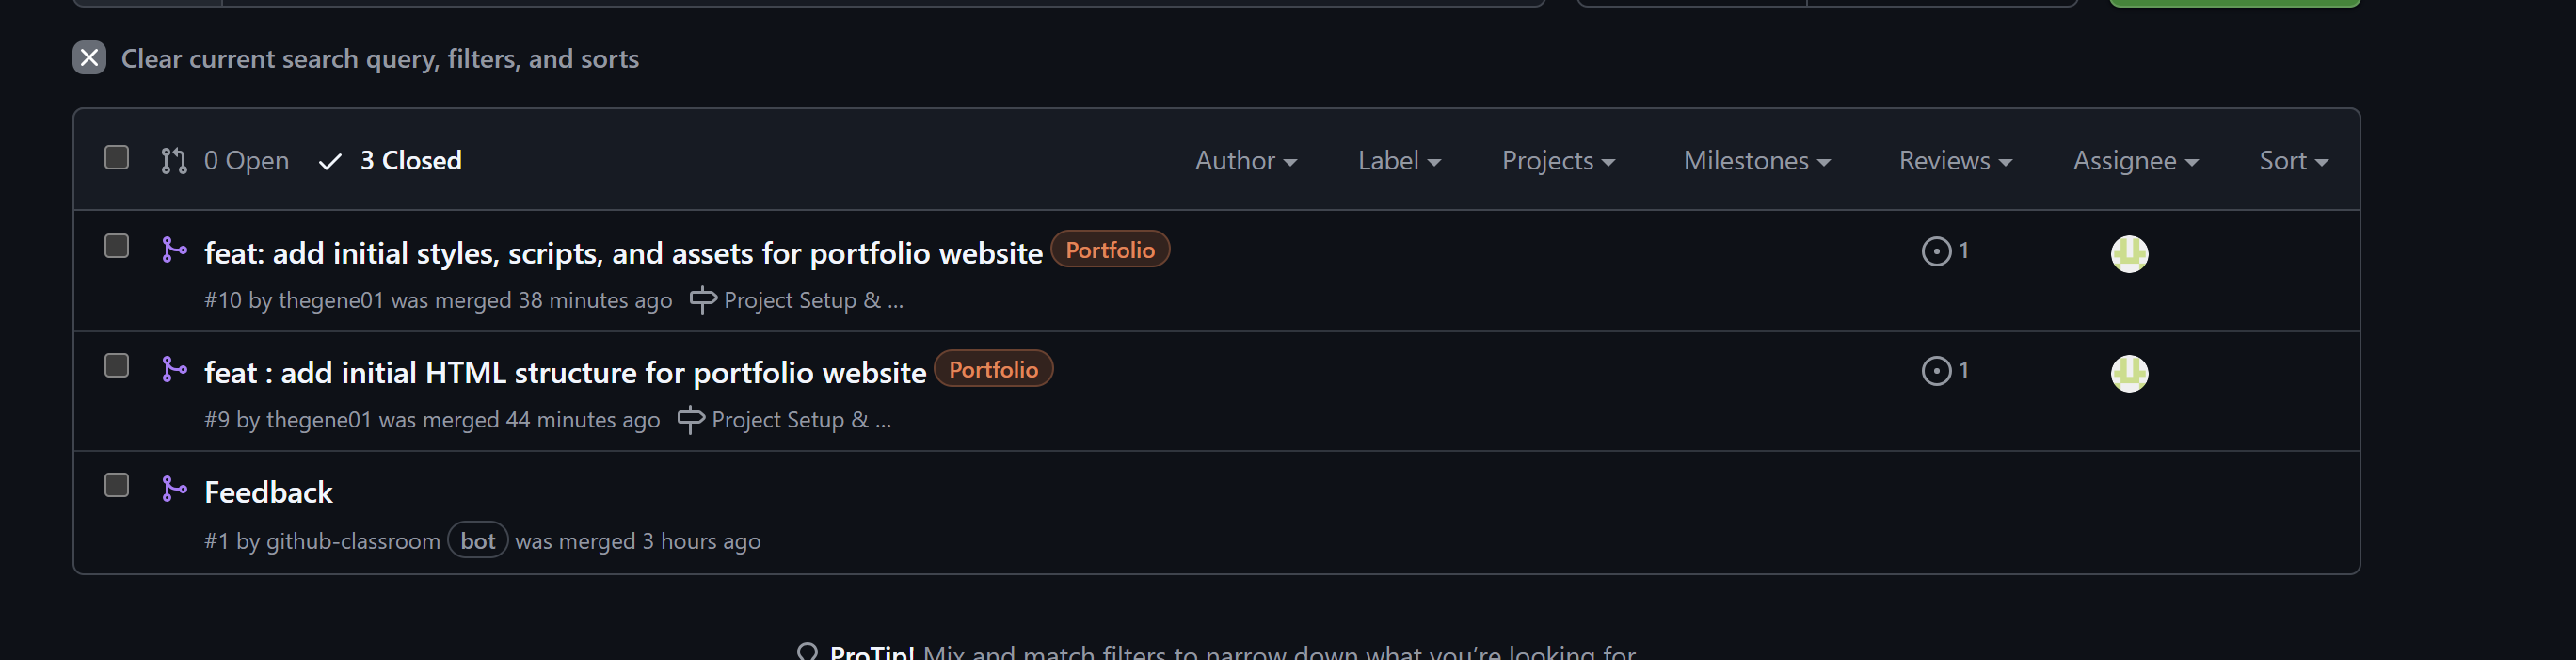 Clear current search query, filters, and sorts
0 Open 3 Closed Author Label Projects Milestones Reviews Assignee Sort
feat: add initial styles, scripts, and assets for portfolio website Portfolio 1
#10 by thegene01 was merged 38 minutes ago Project Setup & ...
feat : add initial HTML structure for portfolio website Portfolio 1
#9 by thegene01 was merged 44 minutes ago Project Setup & ...
Feedback
#1 by github-classroom bot was merged 3 hours ago
ProTip! Mix and match filters to narrow down what you’re looking for